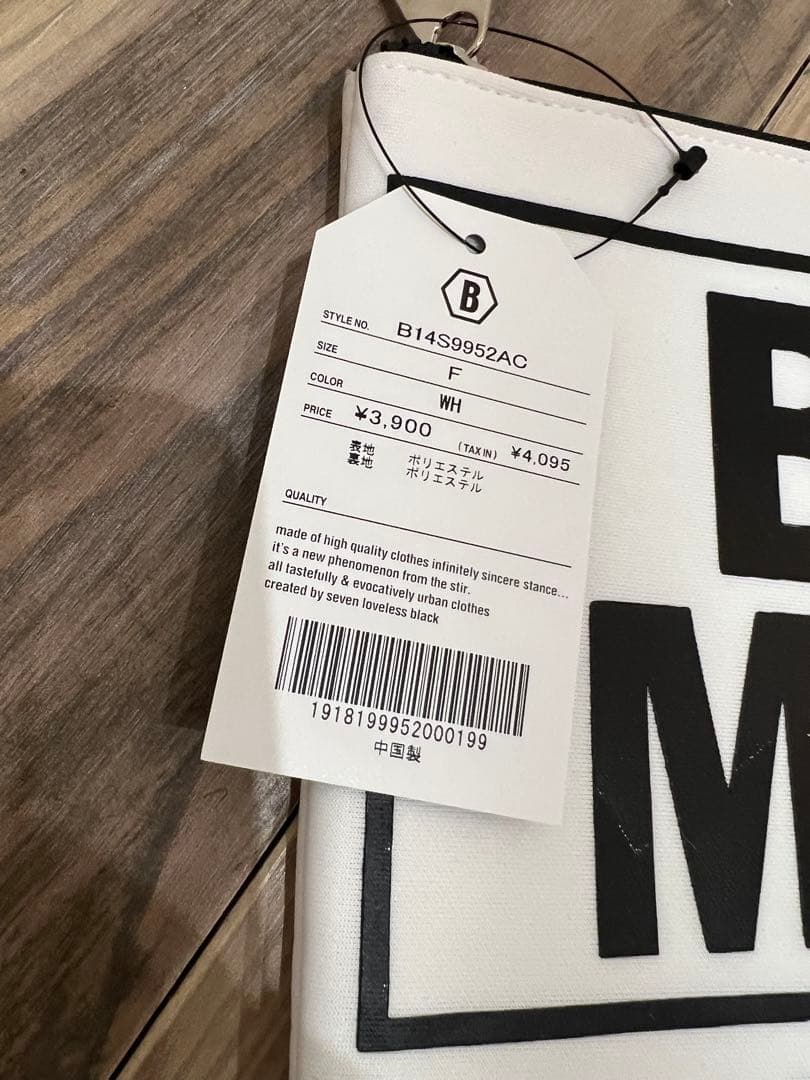 B
STYLE NO. B14S9952AC
SIZE F
COLOR WH
PRICE ¥3,900 (TAX IN) ¥4,095
表地 ポリエステル
裏地 ポリエステル
QUALITY
made of high quality clothes infinitely sincere stance...
it's a new phenomenon from the stir.
all tastefully & evocatively urban clothes
created by seven loveless black
1918199952000199
中国製
B
M